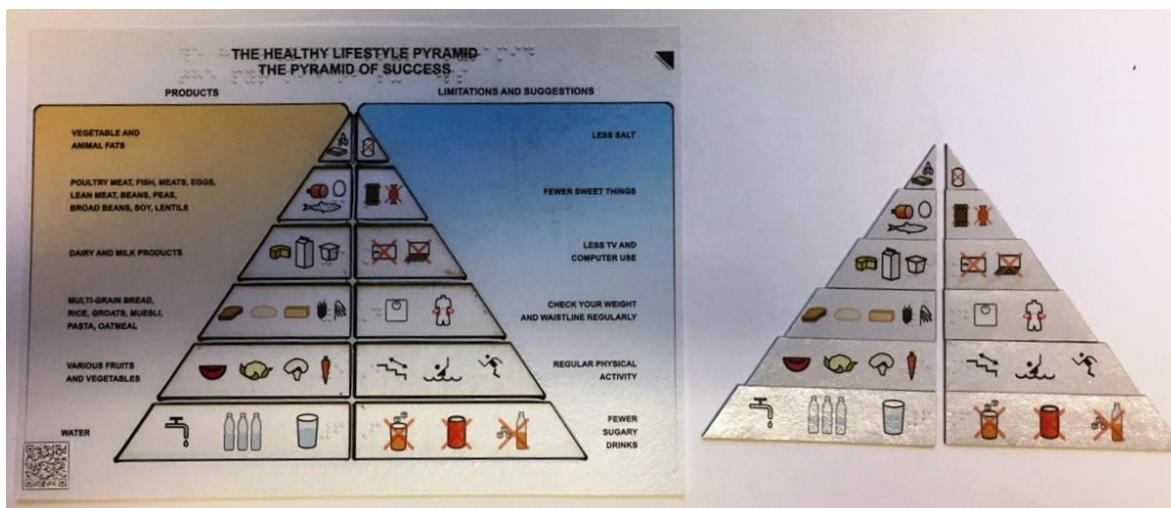 THE HEALTHY LIFESTYLE PYRAMID
THE PYRAMID OF SUCCESS
PRODUCTS
LIMITATIONS AND SUGGESTIONS
VEGETABLE AND
ANIMAL FATS
LESS SALT
POULTRY MEAT, FISH, MEATS, EGGS,
LEAN MEAT, BEANS, PEAS,
BROAD BEANS, SOY, LENTILS
FEWER SWEET THINGS
DAIRY AND MILK PRODUCTS
LESS TV AND
COMPUTER USE
MULTI-GRAIN BREAD,
RICE, GROATS, MUESLI,
PASTA, OATMEAL
CHECK YOUR WEIGHT
AND WAISTLINE REGULARLY
VARIOUS FRUITS
AND VEGETABLES
REGULAR PHYSICAL
ACTIVITY
WATER
FEWER
SUGARY
DRINKS